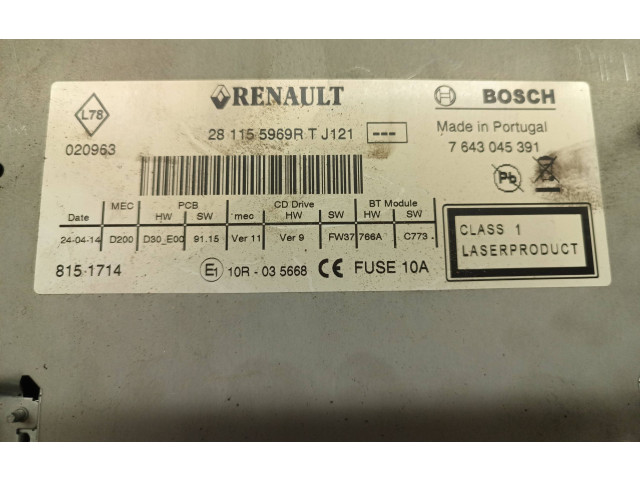 L78
RENAULT
BOSCH
020963
28 115 5969R T J121
---
Made in Portugal
7 643 045 391
Pb
MEC PCB CD Drive BT Module
Date HW SW mec HW SW HW SW
24-04-14 D200 D30_E00 91.15 Ver 11 Ver 9 FW37 766A C773
CLASS 1
LASERPRODUCT
815-1714
E1 10R - 03 5668 CE FUSE 10A